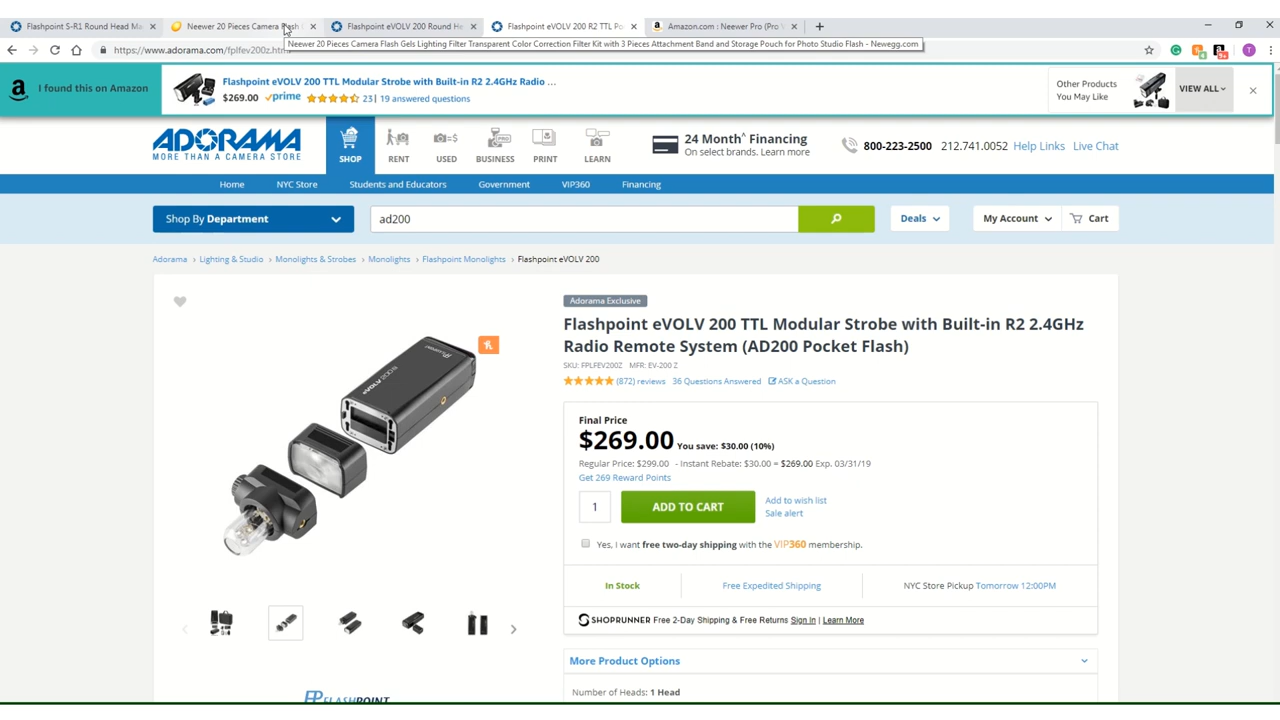 Flashpoint S-R1 Round Head Ma
Neewer 20 Pieces Camera Flash
Flashpoint eVOLV 200 Round He
Flashpoint eVOLV 200 R2 TTL Po
Amazon.com : Neewer Pro (Pro
https://www.adorama.com/fplfev200z.html
Neewer 20 Pieces Camera Flash Gels Lighting Filter Transparent Color Correction Filter Kit with 3 Pieces Attachment Band and Storage Pouch for Photo Studio Flash - Newegg.com
I found this on Amazon
Flashpoint eVOLV 200 TTL Modular Strobe with Built-in R2 2.4GHz Radio ...
$269.00 prime 23 | 19 answered questions
Other Products
You May Like
VIEW ALL
ADORAMA
MORE THAN A CAMERA STORE
SHOP
RENT
USED
BUSINESS
PRINT
LEARN
24 Month^ Financing
On select brands. Learn more
800-223-2500 212.741.0052 Help Links Live Chat
Home NYC Store Students and Educators Government VIP360 Financing
Shop By Department
ad200
Deals
My Account
Cart
Adorama > Lighting & Studio > Monolights & Strobes > Monolights > Flashpoint Monolights > Flashpoint eVOLV 200
Adorama Exclusive
Flashpoint eVOLV 200 TTL Modular Strobe with Built-in R2 2.4GHz
Radio Remote System (AD200 Pocket Flash)
SKU: FPLFEV200Z MFR: EV-200 Z
(872) reviews 36 Questions Answered ASK a Question
Final Price
$269.00 You save: $30.00 (10%)
Regular Price: $299.00 - Instant Rebate: $30.00 = $269.00 Exp. 03/31/19
Get 269 Reward Points
1
ADD TO CART
Add to wish list
Sale alert
Yes, I want free two-day shipping with the VIP360 membership.
In Stock
Free Expedited Shipping
NYC Store Pickup Tomorrow 12:00PM
SHOPRUNNER Free 2-Day Shipping & Free Returns Sign In | Learn More
More Product Options
Number of Heads: 1 Head
FLASHPOINT